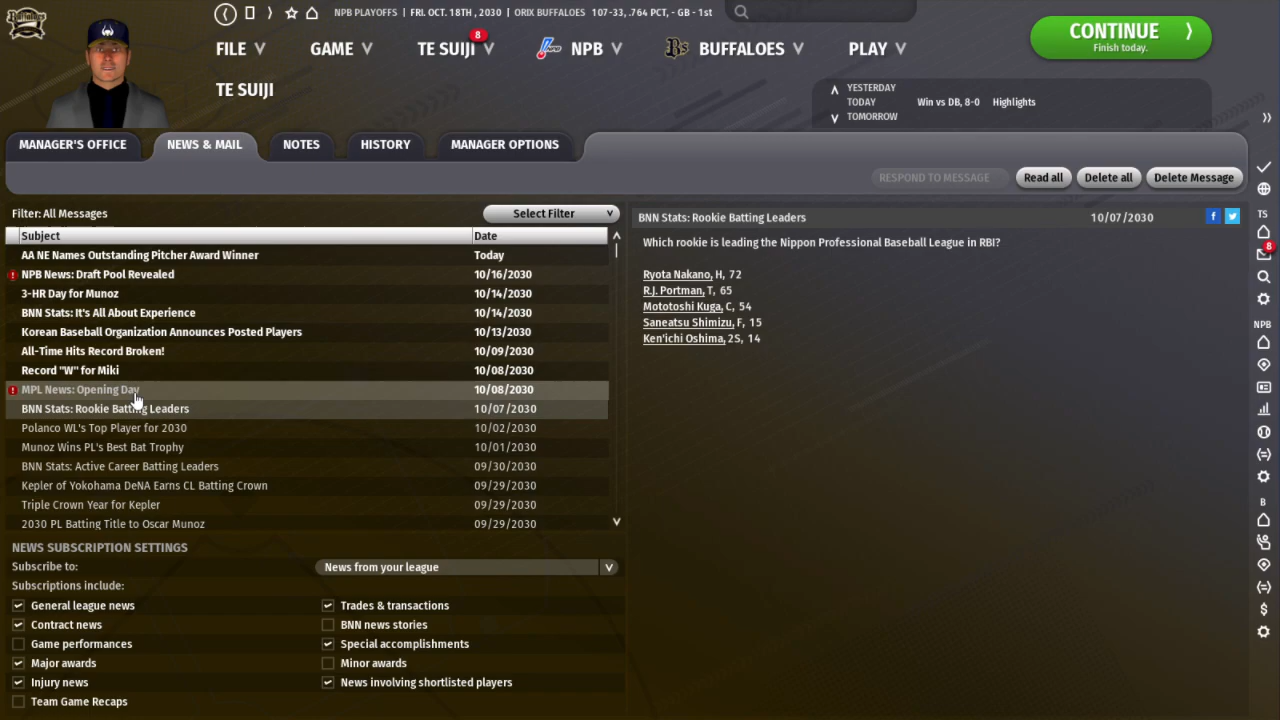 Buffaloes
NPB PLAYOFFS | FRI. OCT. 18TH , 2030 | ORIX BUFFALOES 107-33, .764 PCT, - GB - 1st
CONTINUE
Finish today.
FILE GAME TE SUIJI 8 NPB Bs BUFFALOES PLAY
TE SUIJI
YESTERDAY
TODAY Win vs DB, 8-0 Highlights
TOMORROW
MANAGER'S OFFICE NEWS & MAIL NOTES HISTORY MANAGER OPTIONS
RESPOND TO MESSAGE Read all Delete all Delete Message
Filter: All Messages Select Filter
Subject Date
AA NE Names Outstanding Pitcher Award Winner Today
NPB News: Draft Pool Revealed 10/16/2030
3-HR Day for Munoz 10/14/2030
BNN Stats: It's All About Experience 10/14/2030
Korean Baseball Organization Announces Posted Players 10/13/2030
All-Time Hits Record Broken! 10/09/2030
Record "W" for Miki 10/08/2030
MPL News: Opening Day 10/08/2030
BNN Stats: Rookie Batting Leaders 10/07/2030
Polanco WL's Top Player for 2030 10/02/2030
Munoz Wins PL's Best Bat Trophy 10/01/2030
BNN Stats: Active Career Batting Leaders 09/30/2030
Kepler of Yokohama DeNA Earns CL Batting Crown 09/29/2030
Triple Crown Year for Kepler 09/29/2030
2030 PL Batting Title to Oscar Munoz 09/29/2030
BNN Stats: Rookie Batting Leaders 10/07/2030
Which rookie is leading the Nippon Professional Baseball League in RBI?
Ryota Nakano, H, 72
R.J. Portman, T, 65
Mototoshi Kuga, C, 54
Saneatsu Shimizu, F, 15
Ken'ichi Oshima, 2S, 14
NEWS SUBSCRIPTION SETTINGS
Subscribe to: News from your league
Subscriptions include:
General league news Trades & transactions
Contract news BNN news stories
Game performances Special accomplishments
Major awards Minor awards
Injury news News involving shortlisted players
Team Game Recaps
TS
8
NPB
B